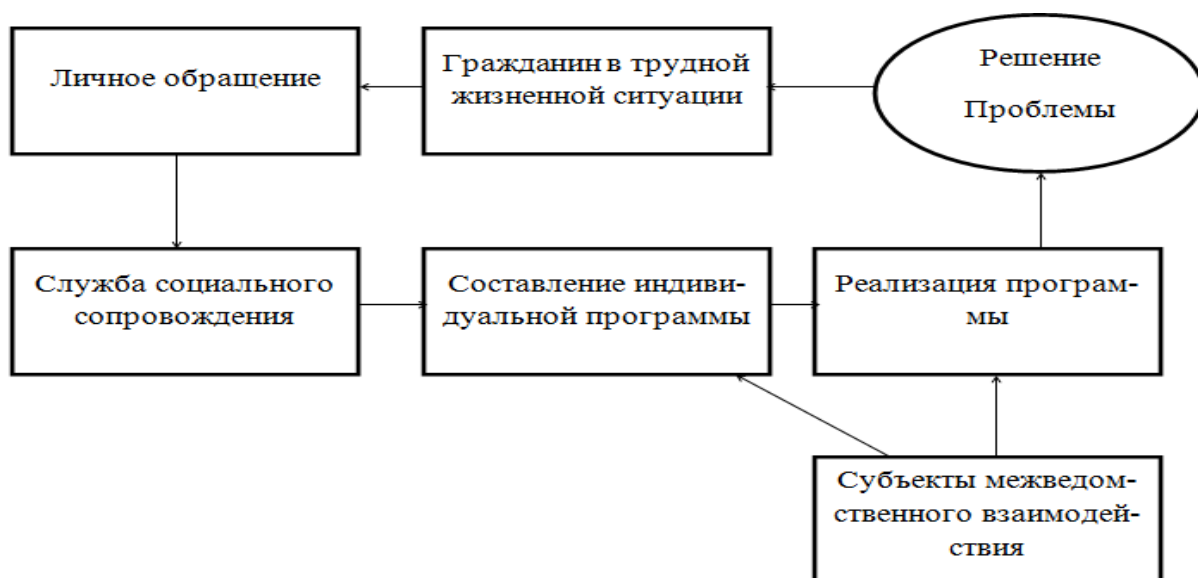 Личное обращение
Гражданин в трудной
жизненной ситуации
Решение
Проблемы
Служба социального
сопровождения
Составление индиви-
дуальной программы
Реализация програм-
мы
Субъекты межведом-
ственного взаимодей-
ствия